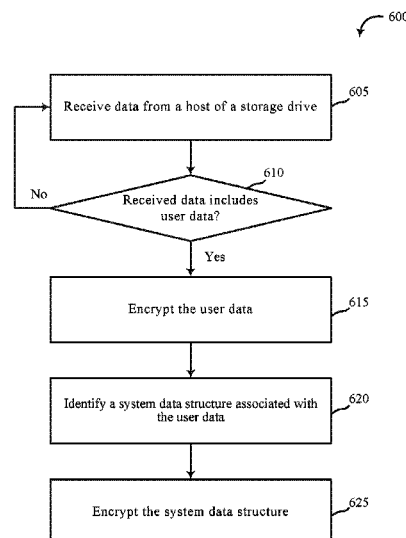 600
Receive data from a host of a storage drive
605
610
Received data includes
user data?
No
Yes
Encrypt the user data
615
Identify a system data structure associated with
the user data
620
Encrypt the system data structure
625